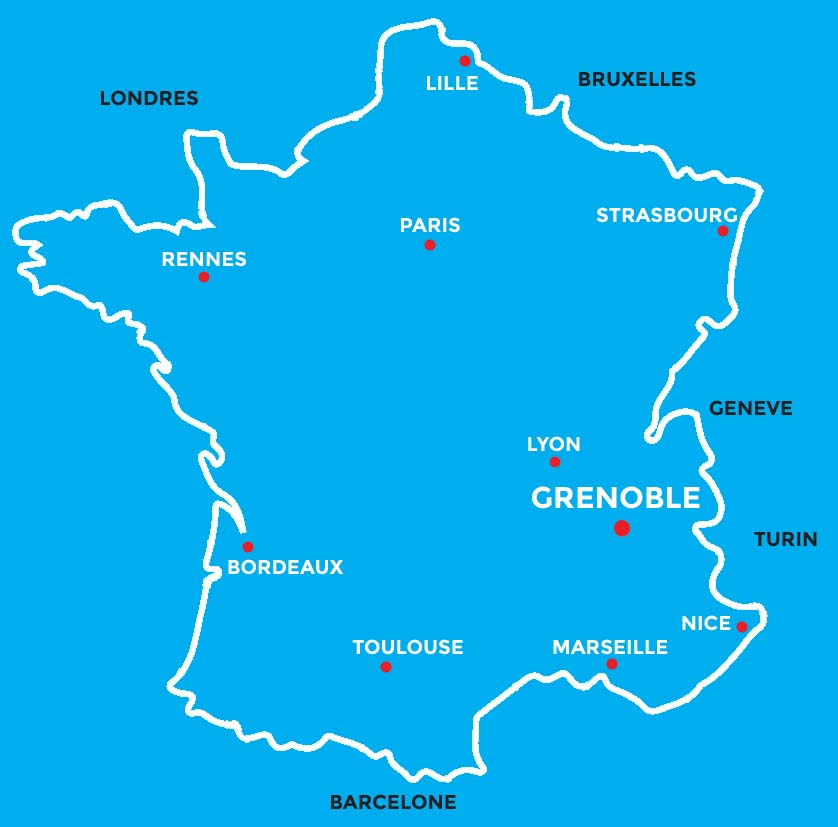 LILLE
BRUXELLES
LONDRES
STRASBOURG
PARIS
RENNES
GENEVE
LYON
GRENOBLE
TURIN
BORDEAUX
NICE
TOULOUSE
MARSEILLE
BARCELONE